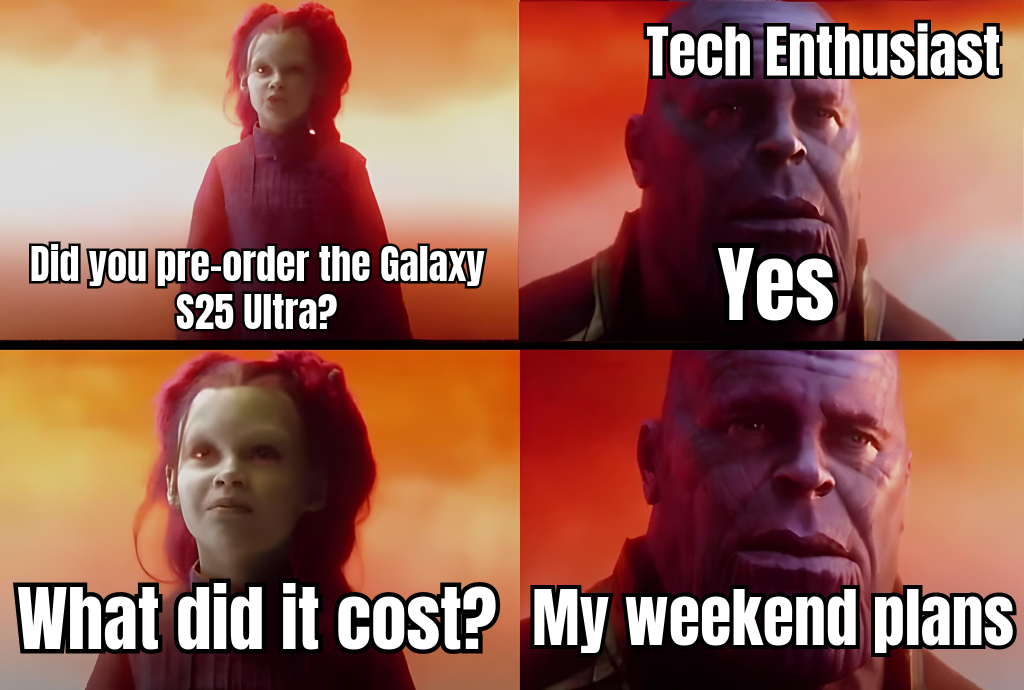 Did you pre-order the Galaxy
S25 Ultra?
Tech Enthusiast
Yes
What did it cost?
My weekend plans